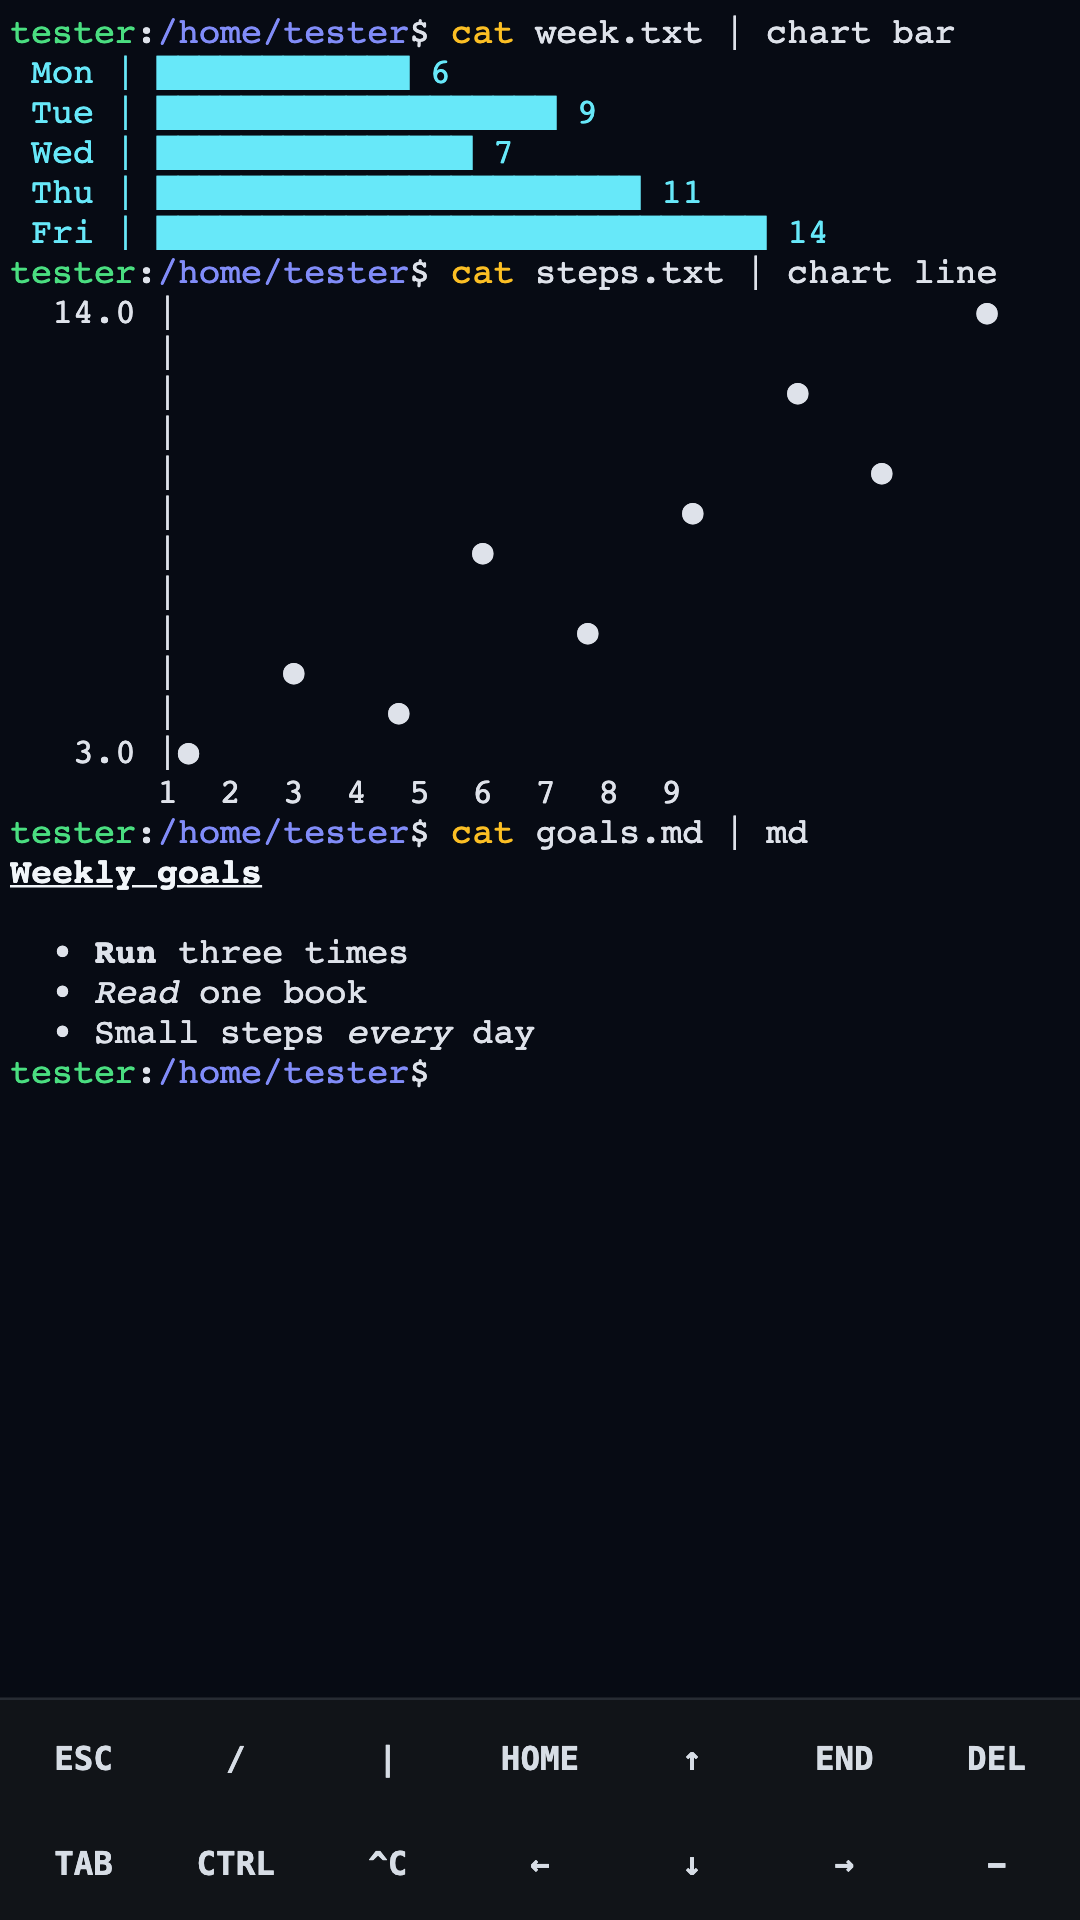 tester:/home/tester$ cat week.txt | chart bar
Mon | 6
Tue | 9
Wed | 7
Thu | 11
Fri | 14
tester:/home/tester$ cat steps.txt | chart line
14.0 |
3.0 |
1 2 3 4 5 6 7 8 9
tester:/home/tester$ cat goals.md | md
Weekly goals
• Run three times
• Read one book
• Small steps every day
tester:/home/tester$
ESC / | HOME ↑ END DEL
TAB CTRL ^C ← ↓ → −